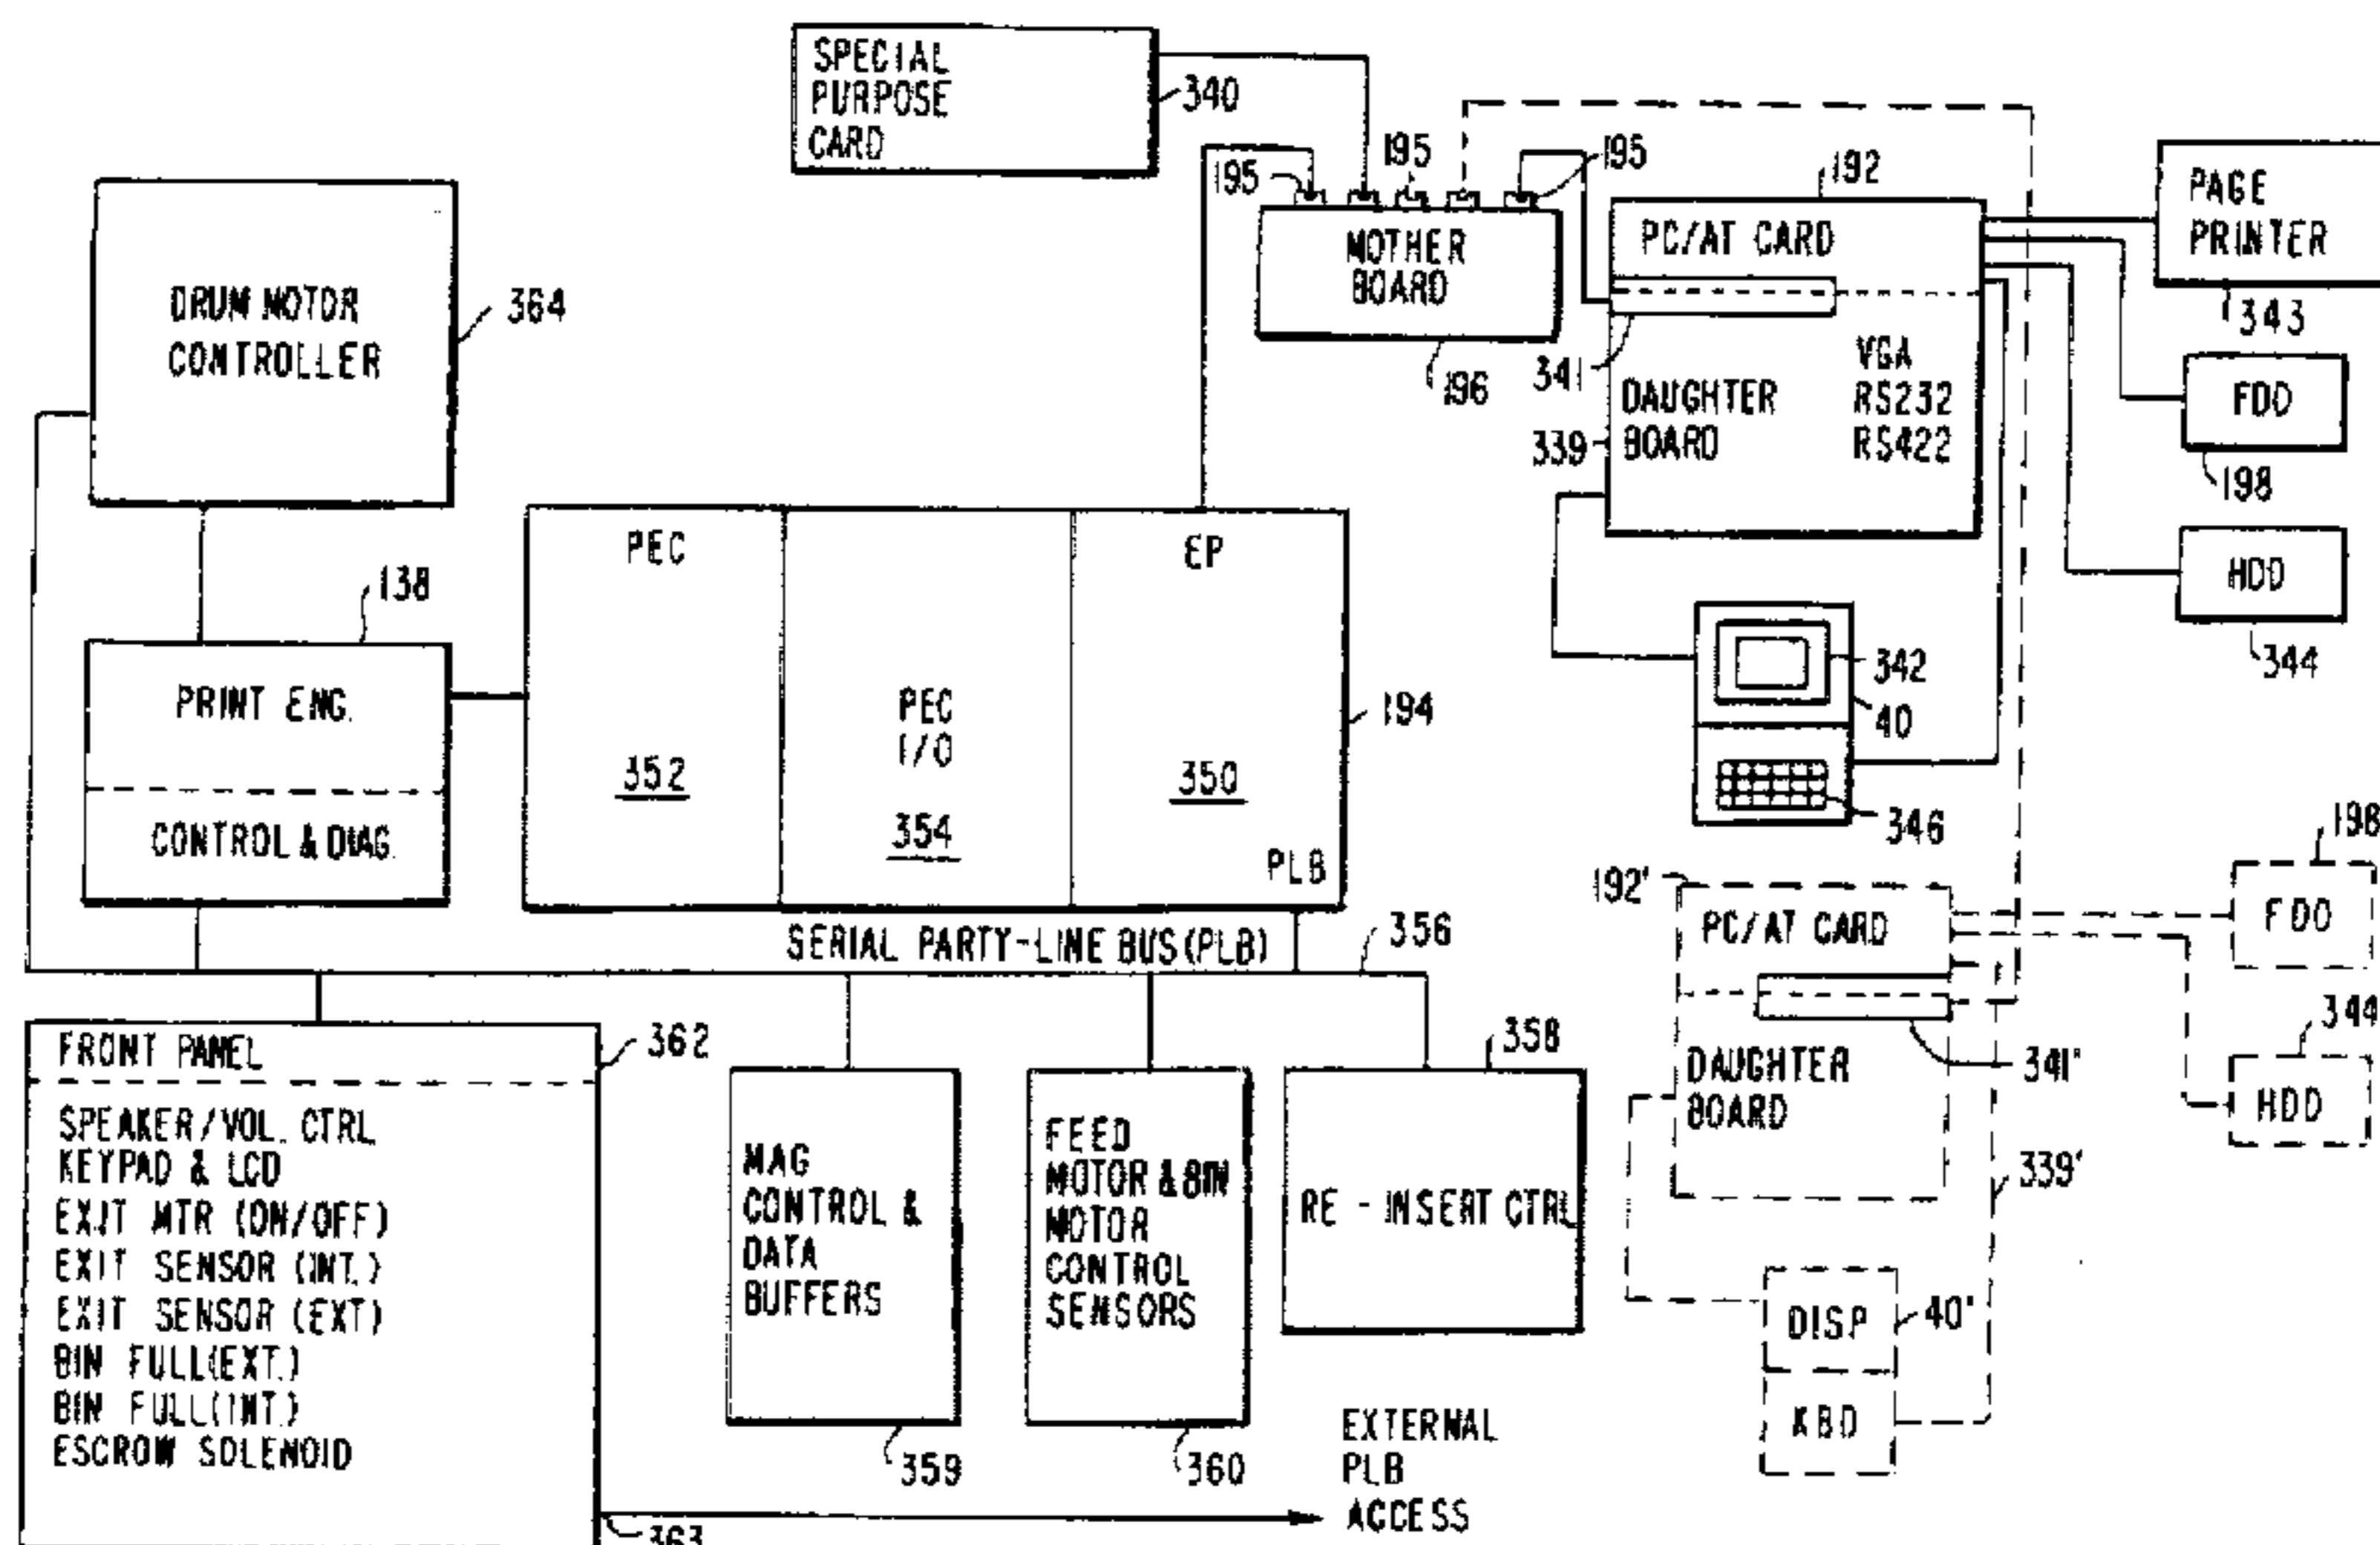 SPECIAL
PURPOSE
CARD
340
195
195
195
192
MOTHER
BOARD
196
PC/AT CARD
341
DAUGHTER
BOARD
339
VGA
RS232
RS422
PAGE
PRINTER
343
FDD
198
HDD
344
DRUM MOTOR
CONTROLLER
364
138
PRINT ENG.
CONTROL & DIAG.
PEC
352
PEC
I/O
354
EP
350
PLB
194
342
40
346
SERIAL PARTY-LINE BUS (PLB)
356
192'
PC/AT CARD
DAUGHTER
BOARD
341'
339'
198
FDD
344
HDD
DISP
40'
KBD
FRONT PANEL
362
SPEAKER/VOL. CTRL
KEYPAD & LCD
EXIT MTR (ON/OFF)
EXIT SENSOR (INT.)
EXIT SENSOR (EXT)
BIN FULL(EXT.)
BIN FULL(INT.)
ESCROW SOLENOID
363
MAG
CONTROL &
DATA
BUFFERS
359
FEED
MOTOR & BIN
MOTOR
CONTROL
SENSORS
360
358
RE-INSERT CTRL
EXTERNAL
PLB
ACCESS